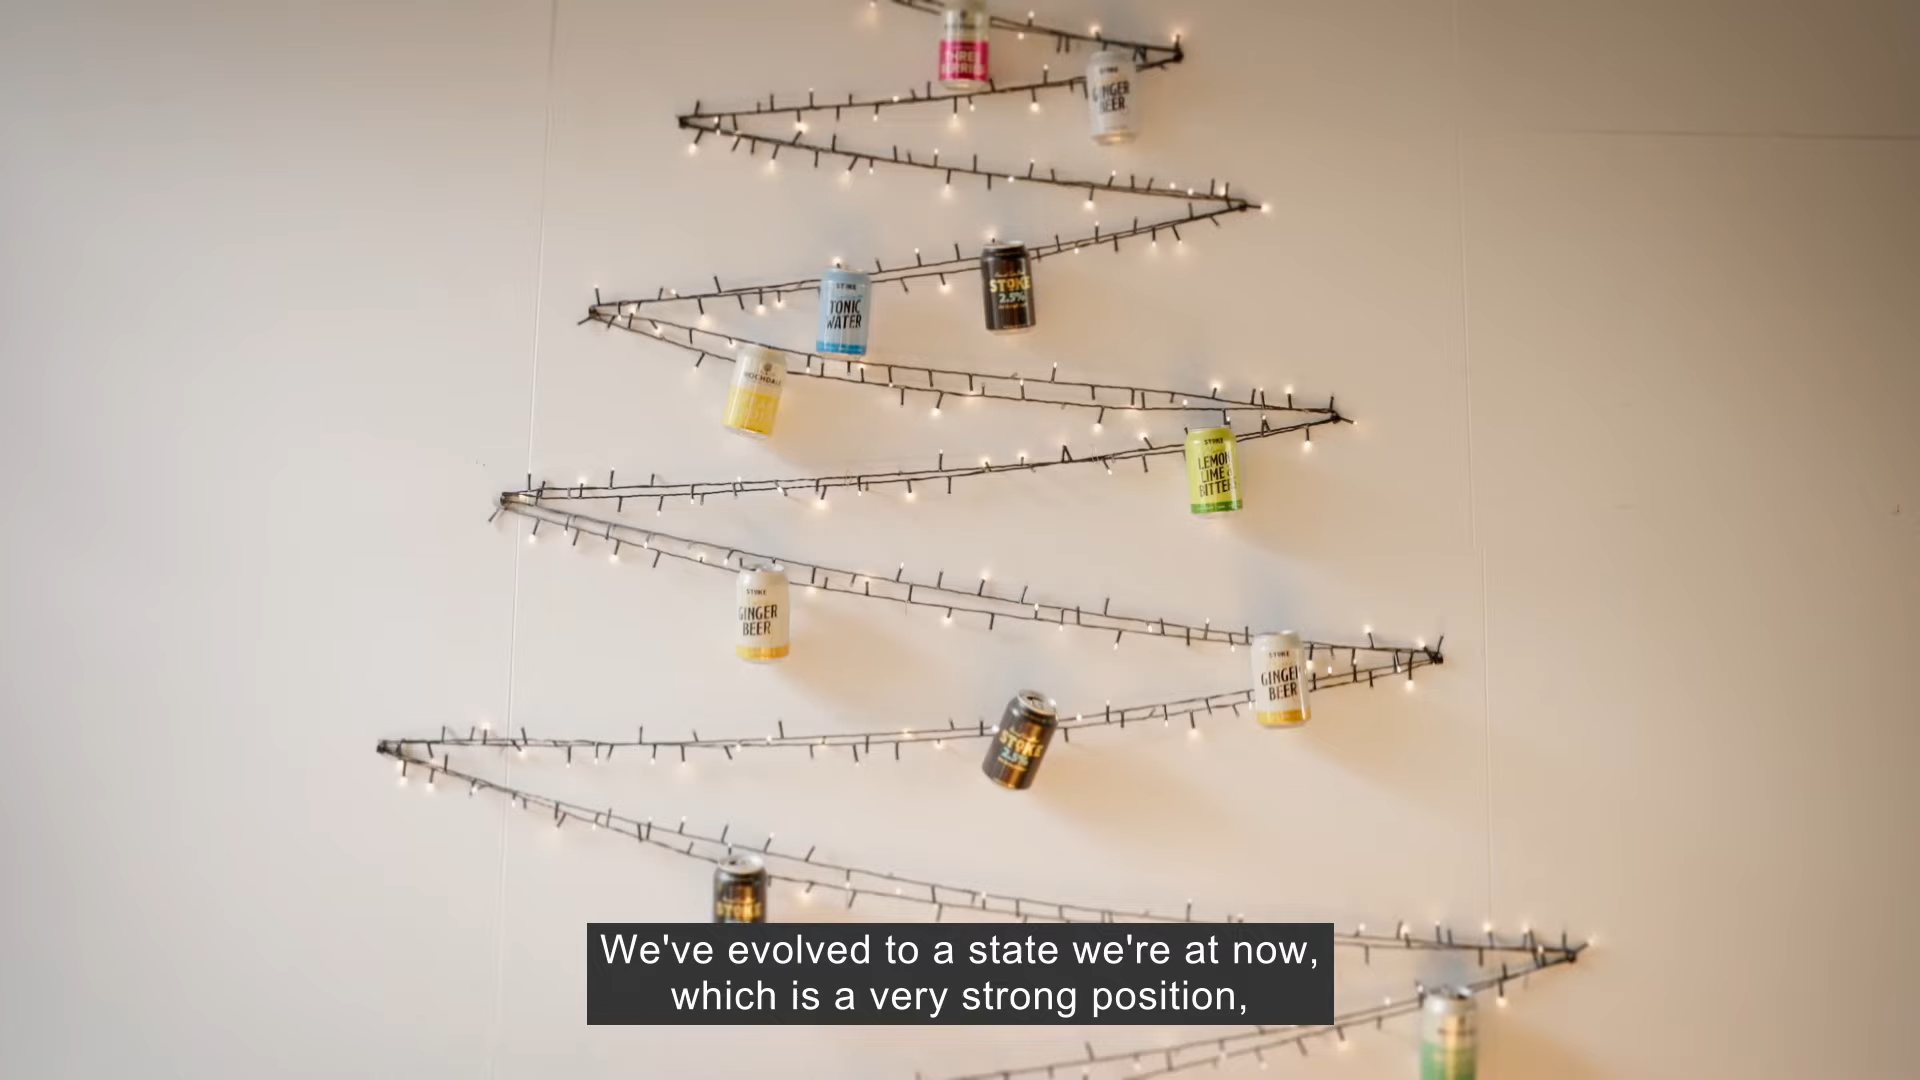 THREE
GINGER
BEER
STOKE
2.5%
STOKE
TONIC
WATER
STOKE
LEMON
LIME &
BITTERS
STOKE
GINGER
BEER
STOKE
GINGER
BEER
STOKE
2.5%
STOKE
We've evolved to a state we're at now,
which is a very strong position,